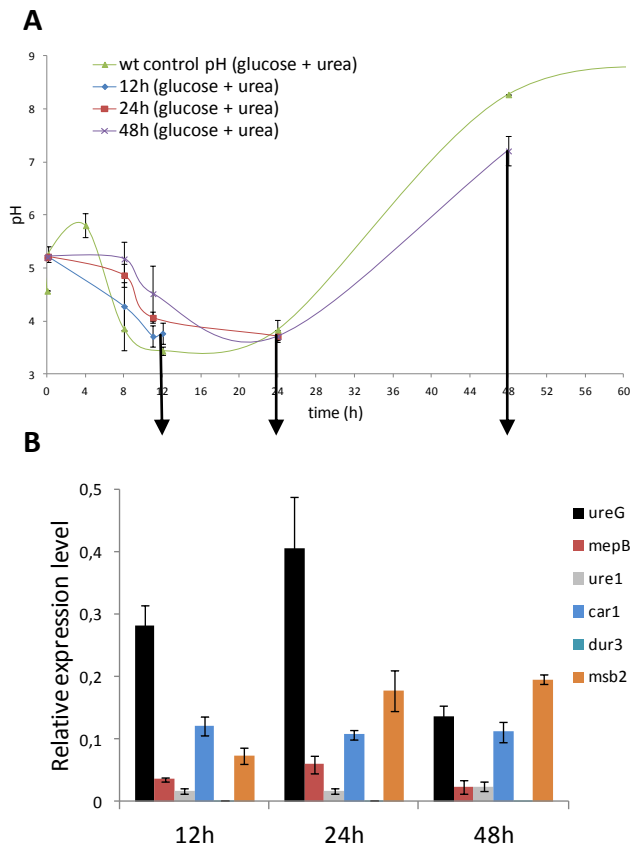 A
wt control pH (glucose + urea)
12h (glucose + urea)
24h (glucose + urea)
48h (glucose + urea)
9
8
7
6
5
4
3
pH
0 4 8 12 16 20 24 28 32 36 40 44 48 52 56 60
time (h)
B
0,5
0,4
0,3
0,2
0,1
0
Relative expression level
ureG
mepB
ure1
car1
dur3
msb2
12h 24h 48h